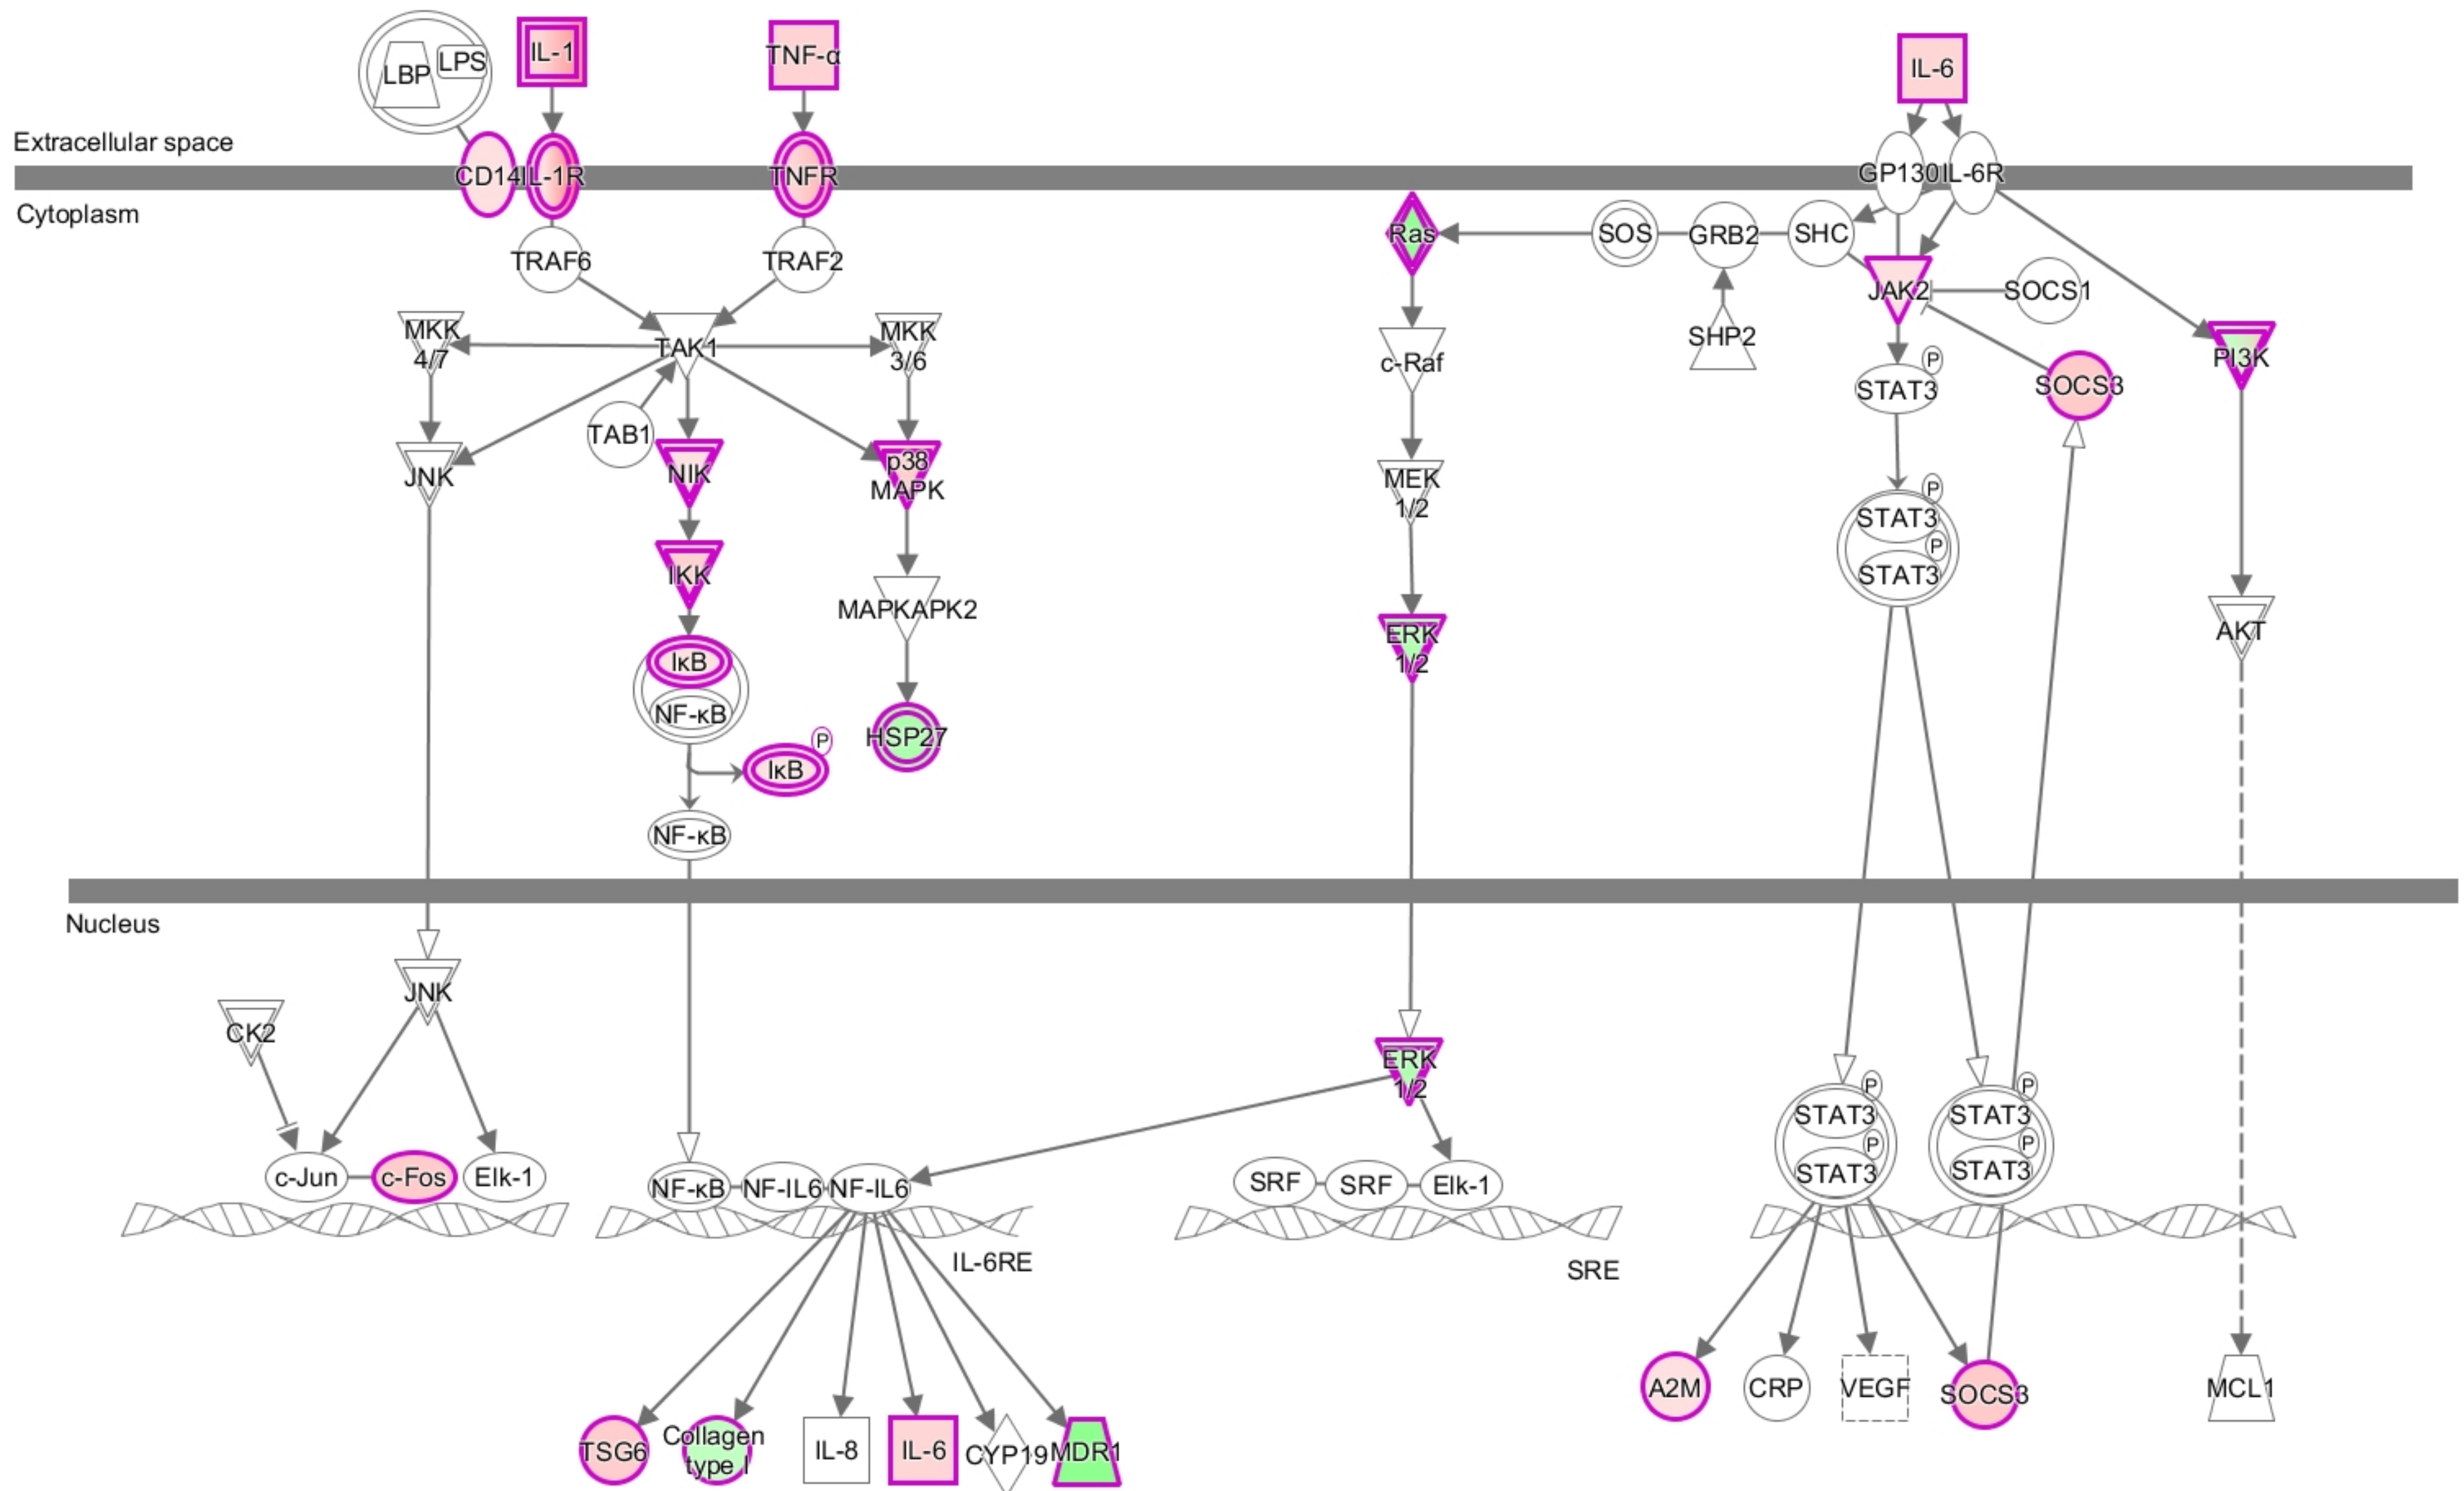 LBP
LPS
IL-1
TNF-α
IL-6
Extracellular space
CD14
IL-1R
TNFR
GP130
IL-6R
Cytoplasm
Ras
SOS
GRB2
SHC
TRAF6
TRAF2
JAK2
SOCS1
MKK
4/7
TAK1
MKK
3/6
SHP2
c-Raf
P
STAT3
PI3K
SOCS3
TAB1
JNK
NIK
p38
MAPK
MEK
1/2
P
STAT3
P
STAT3
IKK
MAPKAPK2
ERK
1/2
AKT
IκB
NF-κB
P
IκB
HSP27
NF-κB
Nucleus
JNK
CK2
ERK
1/2
P
STAT3
P
STAT3
P
STAT3
P
STAT3
c-Jun
c-Fos
Elk-1
NF-κB
NF-IL6
NF-IL6
SRF
SRF
Elk-1
IL-6RE
SRE
A2M
CRP
VEGF
SOCS3
MCL1
TSG6
Collagen
type I
IL-8
IL-6
CYP19
MDR1